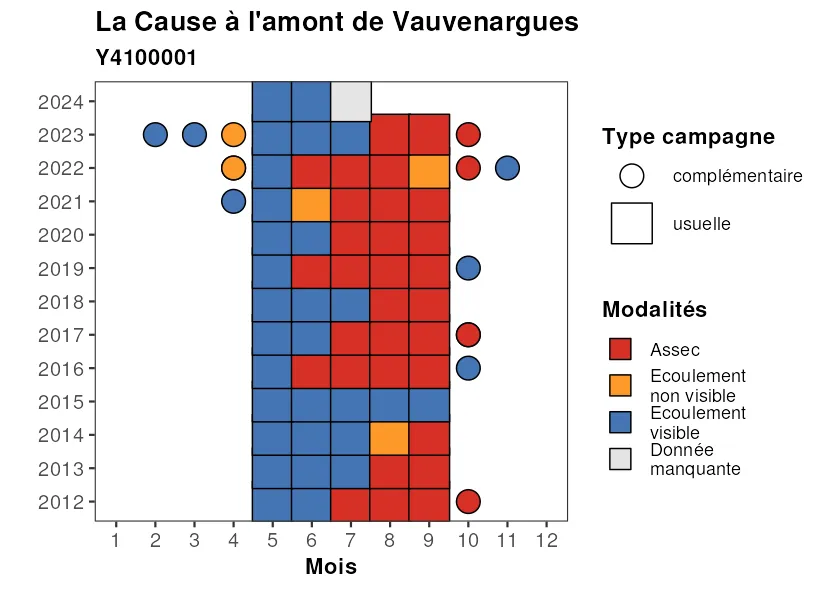 La Cause à l'amont de Vauvenargues
Y4100001
2024
2023
2022
2021
2020
2019
2018
2017
2016
2015
2014
2013
2012
1 2 3 4 5 6 7 8 9 10 11 12
Mois
Type campagne
complémentaire
usuelle
Modalités
Assec
Ecoulement
non visible
Ecoulement
visible
Donnée
manquante